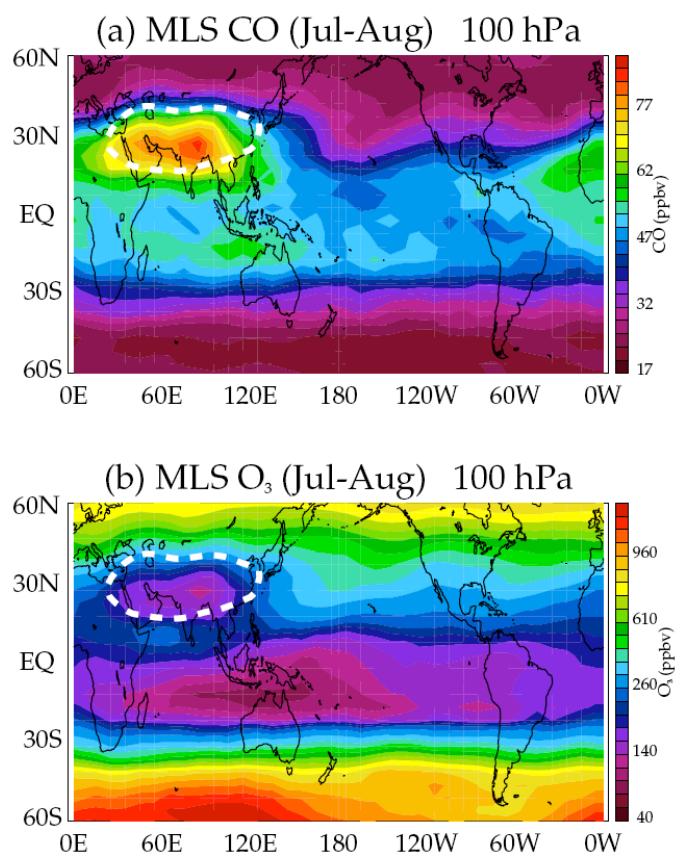 (a) MLS CO (Jul-Aug)   100 hPa
60N
30N
EQ
30S
60S
0E 60E 120E 180 120W 60W 0W
77
62
47
32
17
CO (ppbv)
(b) MLS O₃ (Jul-Aug)   100 hPa
60N
30N
EQ
30S
60S
0E 60E 120E 180 120W 60W 0W
960
610
260
140
40
O₃ (ppbv)